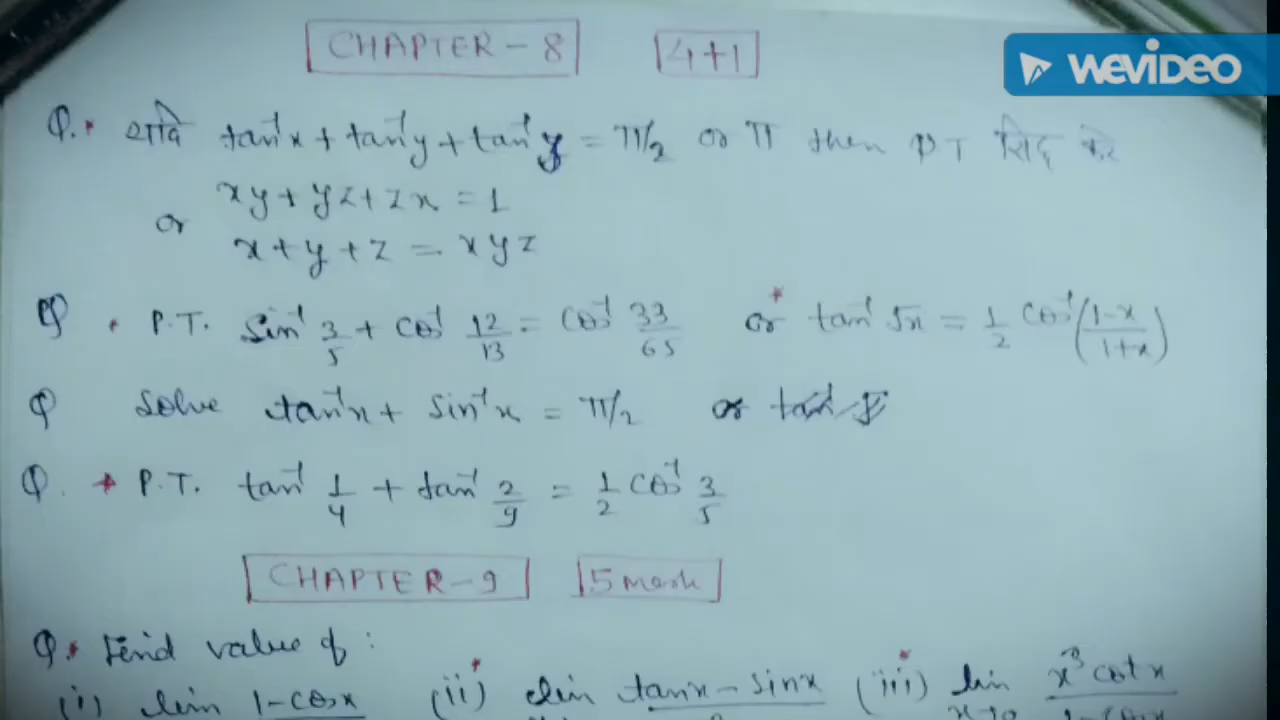 CHAPTER - 8 4+1
WEVIDEO
Q. यदि tan⁻¹x + tan⁻¹y + tan⁻¹z = π/2 or π then PT सिद्ध करे
xy + yz + zx = 1
or
x + y + z = xyz
Q P.T. Sin⁻¹ 3/5 + cos⁻¹ 12/13 = cos⁻¹ 33/65 or tan⁻¹ √x = 1/2 cos⁻¹ (1-x/1+x)
Q Solve tan⁻¹x + sin⁻¹x = π/2 or
Q. P.T. tan⁻¹ 1/4 + tan⁻¹ 2/9 = 1/2 cos⁻¹ 3/5
CHAPTER - 9 5 mark
Q. Find value of :
(i) lim 1-cosx (ii) lim tanx - sinx (iii) lim x→0 x³ cotx